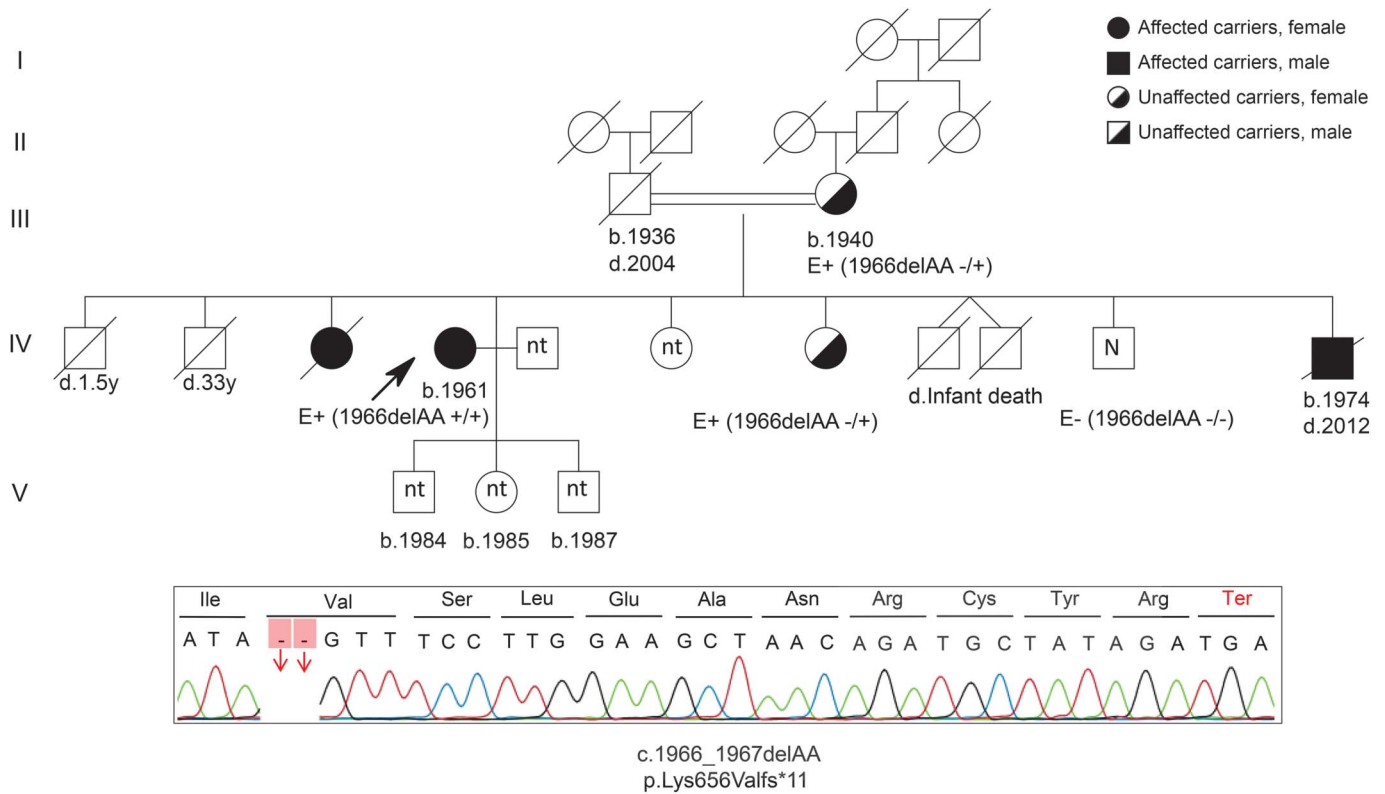 I
Affected carriers, female
Affected carriers, male
Unaffected carriers, female
Unaffected carriers, male
II
III
b.1936
d.2004
b.1940
E+ (1966delAA -/+)
IV
nt
nt
N
d.1.5y
d.33y
b.1961
E+ (1966delAA +/+)
E+ (1966delAA -/+)
d.Infant death
E- (1966delAA -/-)
b.1974
d.2012
V
nt
nt
nt
b.1984
b.1985
b.1987
Ile Val Ser Leu Glu Ala Asn Arg Cys Tyr Arg Ter
A T A - - G T T T C C T T G G A A G C T A A C A G A T G C T A T A G A T G A
c.1966_1967delAA
p.Lys656Valfs*11